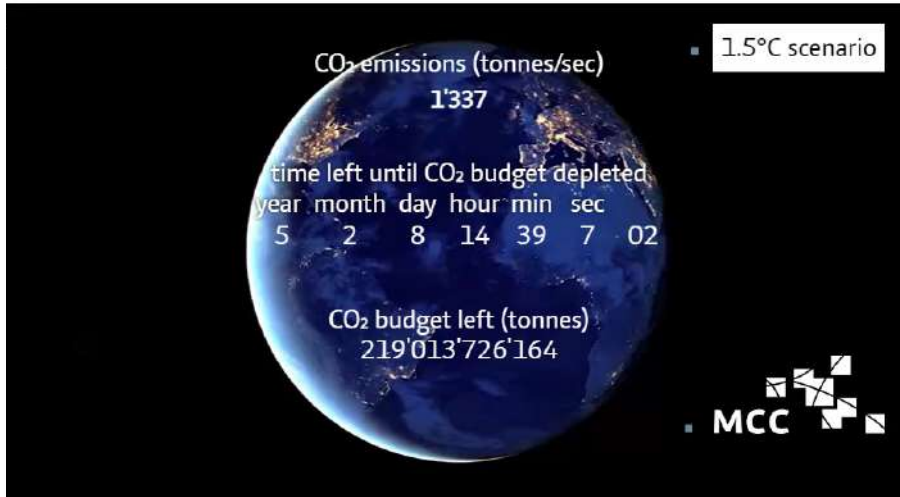 1.5°C scenario
CO₂ emissions (tonnes/sec)
1'337
time left until CO₂ budget depleted
year month day hour min sec
5 2 8 14 39 7 02
CO₂ budget left (tonnes)
219'013'726'164
MCC